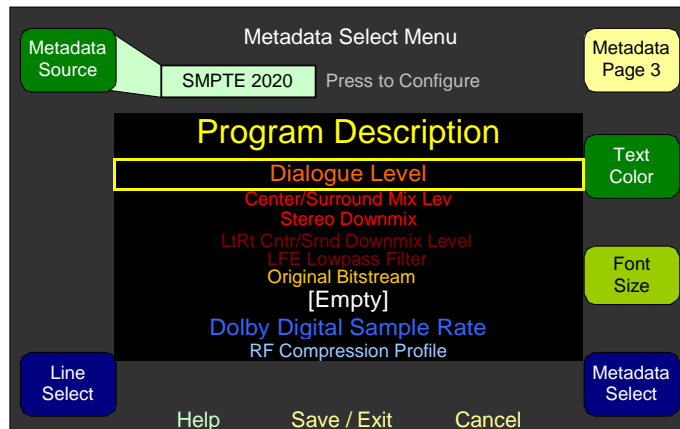 Metadata Select Menu
Metadata
Source
SMPTE 2020
Press to Configure
Metadata
Page 3
Program Description
Dialogue Level
Center/Surround Mix Lev
Stereo Downmix
LtRt Cntr/Srnd Downmix Level
LFE Lowpass Filter
Original Bitstream
[Empty]
Dolby Digital Sample Rate
RF Compression Profile
Text
Color
Font
Size
Line
Select
Metadata
Select
Help
Save / Exit
Cancel